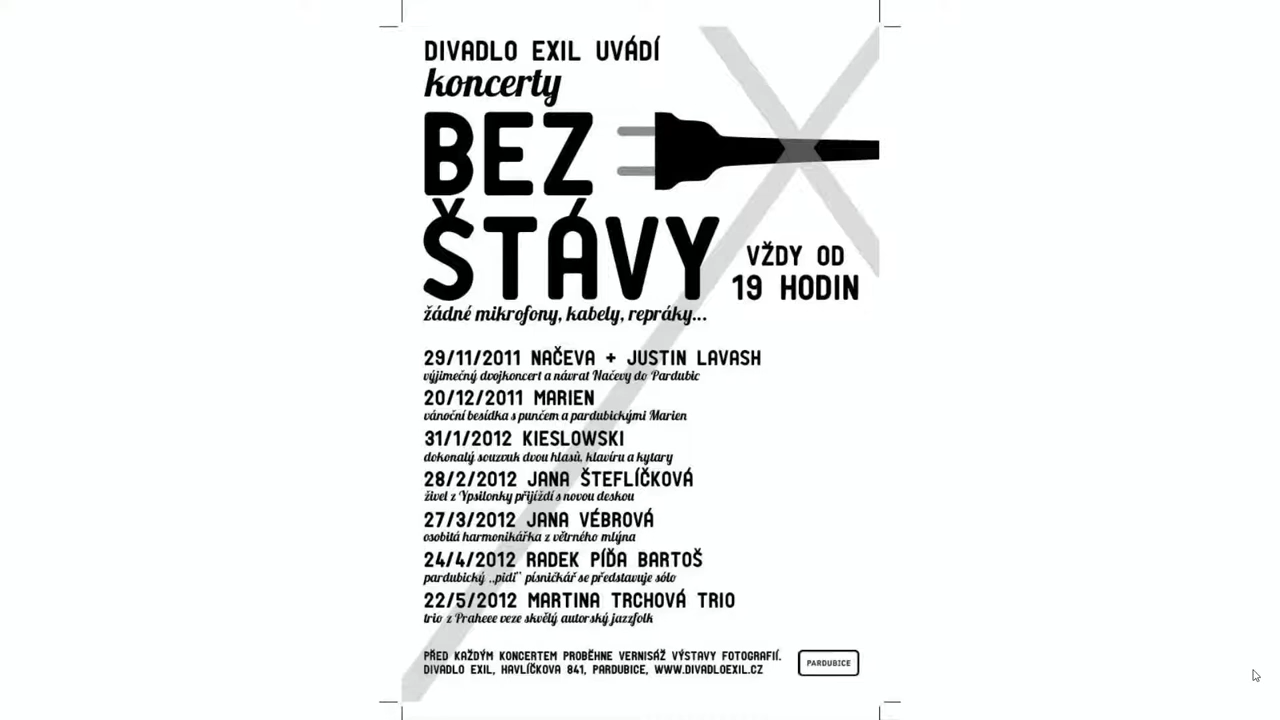 DIVADLO EXIL UVÁDÍ
koncerty
BEZ
ŠTÁVY
VŽDY OD
19 HODIN
žádné mikrofony, kabely, repráky...
29/11/2011 NAČEVA + JUSTIN LAVASH
výjimečný dvojkoncert a návrat Načevy do Pardubic
20/12/2011 MARIEN
vánoční besídka s punčem a pardubickými Marien
31/1/2012 KIESLOWSKI
dokonalý souzvuk dvou hlasů, klavíru a kytary
28/2/2012 JANA ŠTEFLÍČKOVÁ
živel z Ypsilonky přijíždí s novou deskou
27/3/2012 JANA VÉBROVÁ
osobitá harmonikářka z větrného mlýna
24/4/2012 RADEK PÍĎA BARTOŠ
pardubický „pidi“ písničkář se představuje sólo
22/5/2012 MARTINA TRCHOVÁ TRIO
trio z Praheee veze skvělý autorský jazzfolk
PŘED KAŽDÝM KONCERTEM PROBĚHNE VERNISÁŽ VÝSTAVY FOTOGRAFIÍ.
DIVADLO EXIL, HAVLÍČKOVA 841, PARDUBICE, WWW.DIVADLOEXIL.CZ
PARDUBICE